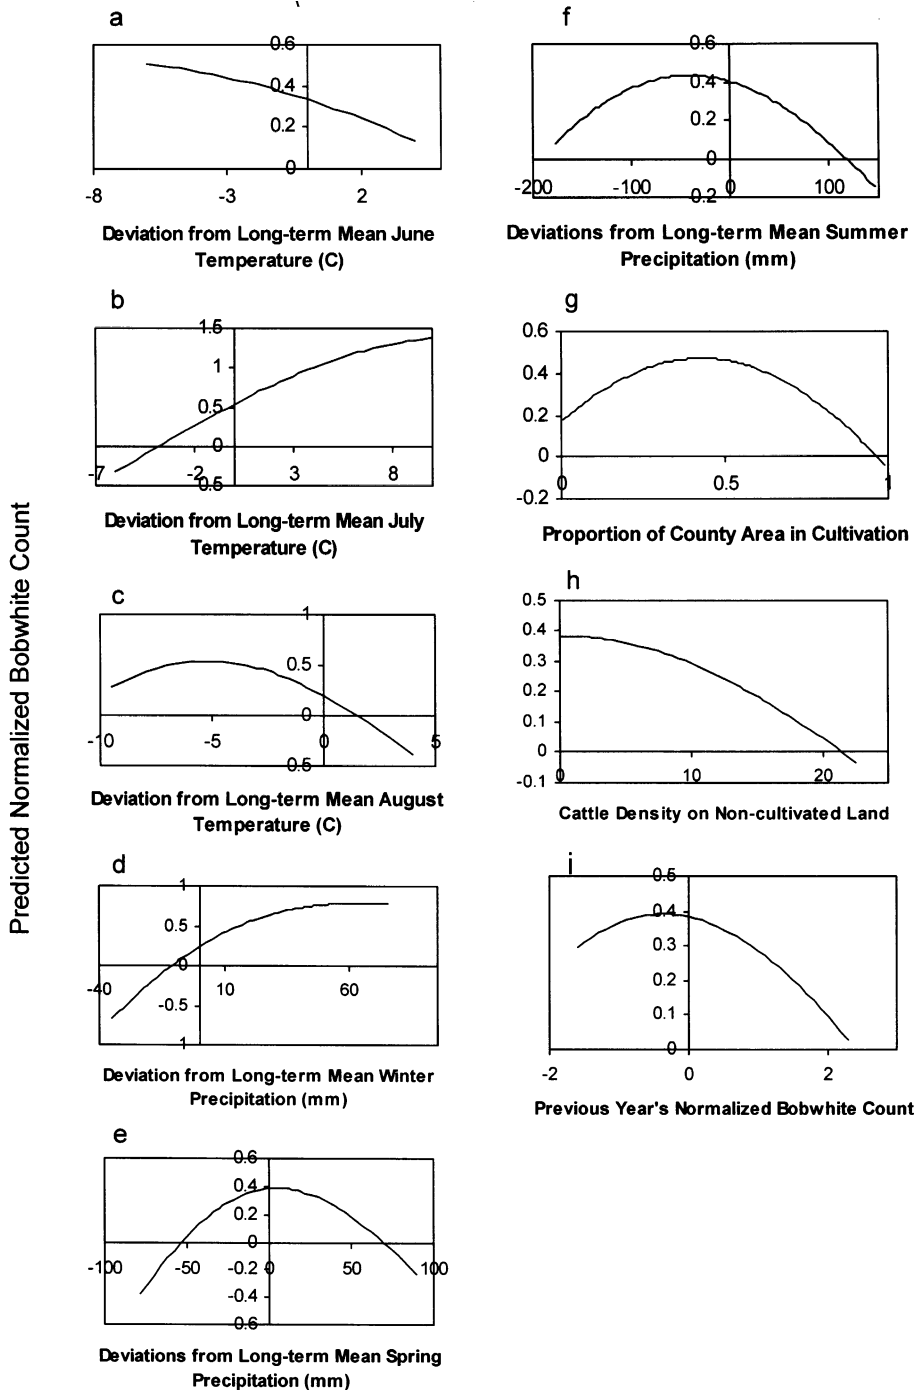 Predicted Normalized Bobwhite Count
a
0.6
0.4
0.2
0
-8 -3 2
Deviation from Long-term Mean June
Temperature (C)
b
1.5
1
0.5
0
-7 -2 3 8
0.5
Deviation from Long-term Mean July
Temperature (C)
c
1
0.5
0
-10 -5 0 5
0.5
Deviation from Long-term Mean August
Temperature (C)
d
1
0.5
0
-40 10 60
-0.5
1
Deviation from Long-term Mean Winter
Precipitation (mm)
e
0.6
0.4
0.2
0
-100 -50 -0.2 0 50 100
-0.4
0.6
Deviations from Long-term Mean Spring
Precipitation (mm)
f
0.6
0.4
0.2
0
-200 -100 0 100
0.2
Deviations from Long-term Mean Summer
Precipitation (mm)
g
0.6
0.4
0.2
0
0 0.5 1
-0.2
Proportion of County Area in Cultivation
h
0.5
0.4
0.3
0.2
0.1
0
-0.1 0 10 20
Cattle Density on Non-cultivated Land
i
0.5
0.4
0.3
0.2
0.1
0
-2 0 2
Previous Year's Normalized Bobwhite Count